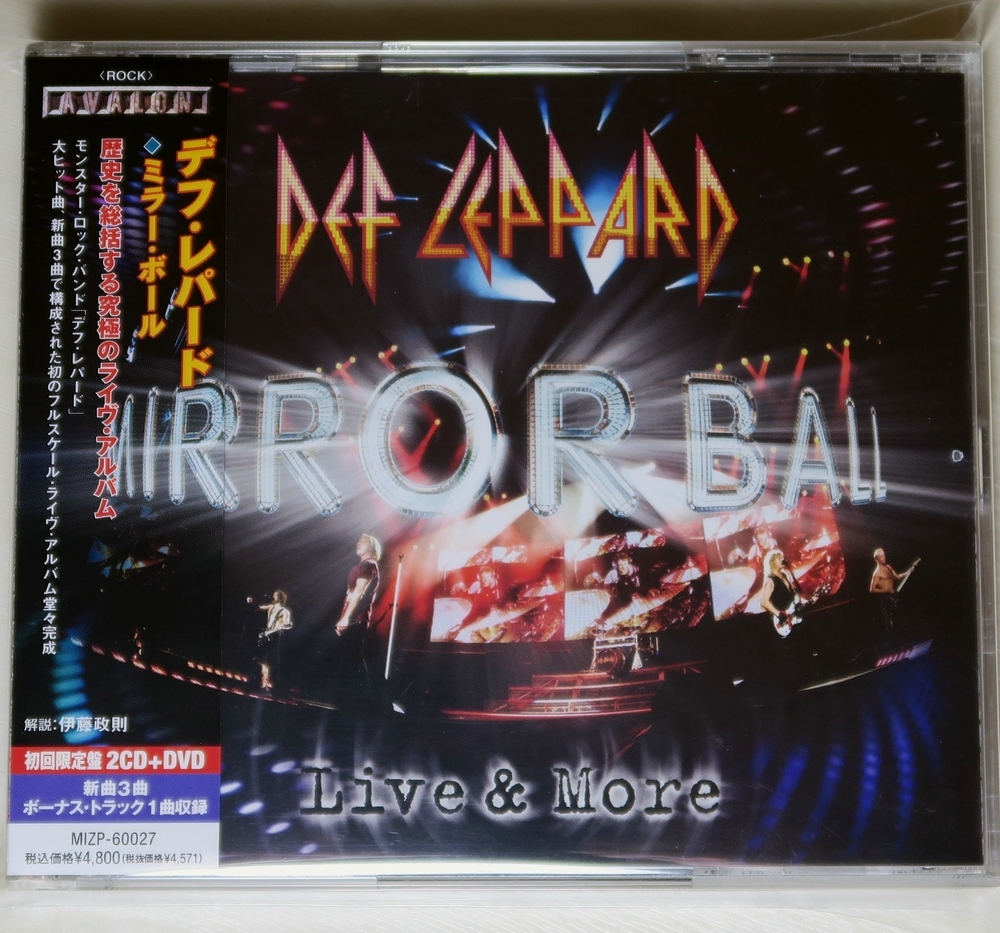 〈ROCK〉
AVALON
デフ・レパード
◆ミラー・ボール
歴史を総括する究極のライヴ・アルバム
モンスター・ロック・バンド「デフ・レパード」
大ヒット曲、新曲3曲で構成された初のフルスケール・ライヴ・アルバム堂々完成
解説:伊藤政則
初回限定盤 2CD+DVD
新曲3曲
ボーナス・トラック1曲収録
MIZP-60027
税込価格¥4,800(税抜価格¥4,571)
DEF LEPPARD
MIRROR BALL
Live & More